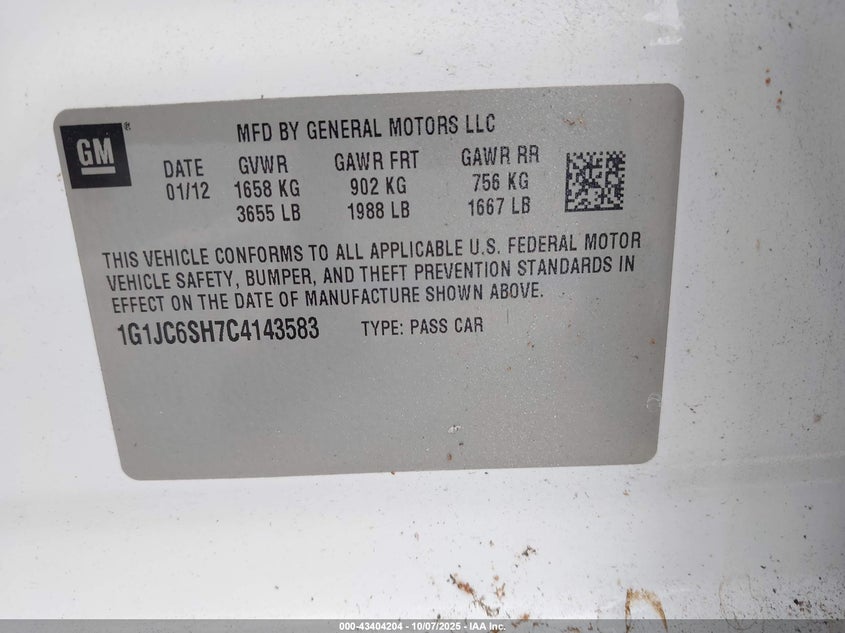 GM®
MFD BY GENERAL MOTORS LLC
DATE GVWR GAWR FRT GAWR RR
01/12 1658 KG 902 KG 756 KG
3655 LB 1988 LB 1667 LB
THIS VEHICLE CONFORMS TO ALL APPLICABLE U.S. FEDERAL MOTOR
VEHICLE SAFETY, BUMPER, AND THEFT PREVENTION STANDARDS IN
EFFECT ON THE DATE OF MANUFACTURE SHOWN ABOVE.
1G1JC6SH7C4143583 TYPE: PASS CAR
000-43404204 - 10/07/2025 - IAA Inc.